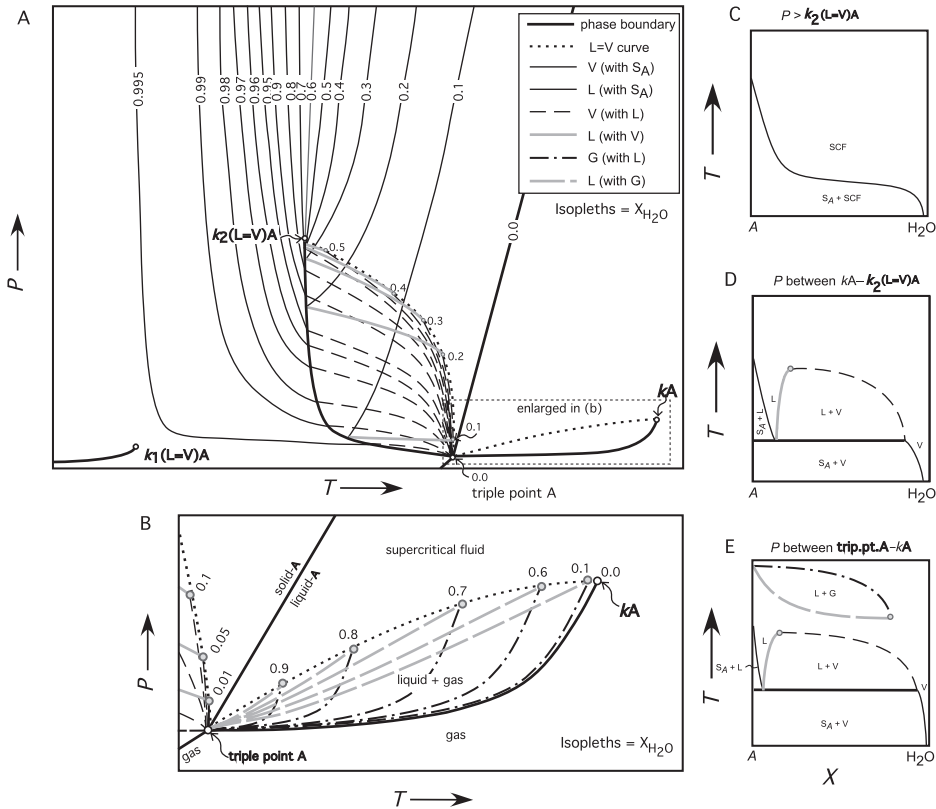 A
0.995
0.99
0.98
0.97
0.96
0.95
0.9
0.8
0.7
0.6
0.5
0.4
0.3
0.2
0.1
0.0
phase boundary
L=V curve
V (with SA)
L (with SA)
V (with L)
L (with V)
G (with L)
L (with G)
Isopleths = XH2O
k2(L=V)A
0.5
0.4
0.3
0.2
0.1
0.0
kA
enlarged in (b)
k1(L=V)A
triple point A
P
T
B
solid-A
liquid-A
supercritical fluid
0.1
0.05
0.01
0.9
0.8
0.7
0.6
0.1
0.0
kA
liquid + gas
gas
gas
triple point A
Isopleths = XH2O
P
T
C
P > k2(L=V)A
SCF
SA + SCF
T
A
H2O
D
P between kA–k2(L=V)A
SA + L
L
L + V
V
SA + V
T
A
H2O
E
P between trip.pt.A–kA
L + G
L
SA + L
L + V
V
SA + V
T
A
H2O
X